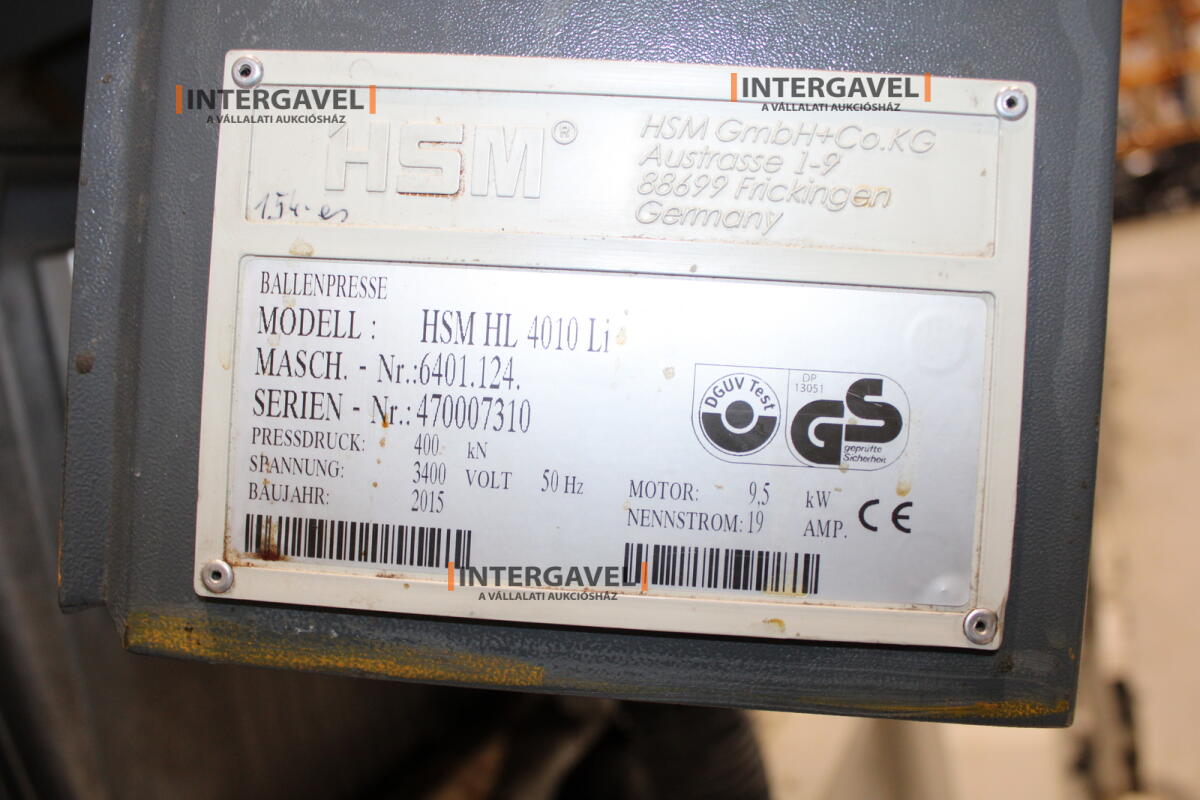 INTERGAVEL
A VÁLLALATI AUKCIÓSHÁZ
INTERGAVEL
A VÁLLALATI AUKCIÓSHÁZ
HSM®
HSM GmbH+Co.KG
Austrasse 1-9
88699 Frickingen
Germany
BALLENPRESSE
MODELL : HSM HL 4010 Li
MASCH. - Nr.:6401.124.
SERIEN - Nr.: 470007310
PRESSDRUCK: 400 kN
SPANNUNG: 3400 VOLT 50 Hz
BAUJAHR: 2015
DGUV Test
DP
13051
GS
geprüfte
Sicherheit
MOTOR: 9,5 kW
NENNSTROM: 19 AMP.
CE
INTERGAVEL
A VÁLLALATI AUKCIÓSHÁZ